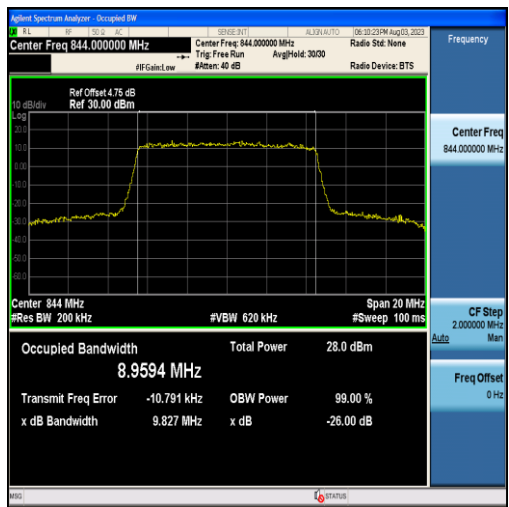 Agilent Spectrum Analyzer - Occupied BW
RL RF 50 Ω AC SENSE:INT ALIGN AUTO 06:10:23PM Aug 03, 2023
Center Freq 844.000000 MHz Center Freq: 844.000000 MHz Radio Std: None Frequency
Trig: Free Run Avg|Hold: 30/30
#IFGain:Low #Atten: 40 dB Radio Device: BTS
Ref Offset 4.75 dB
10 dB/div Ref 30.00 dBm
Log
20.0
10.0
0.00
-10.0
-20.0
-30.0
-40.0
-50.0
-60.0
Center Freq
844.000000 MHz
Center 844 MHz Span 20 MHz
#Res BW 200 kHz #VBW 620 kHz #Sweep 100 ms
CF Step
2.000000 MHz
Auto Man
Occupied Bandwidth Total Power 28.0 dBm
8.9594 MHz
Freq Offset
0 Hz
Transmit Freq Error -10.791 kHz OBW Power 99.00 %
x dB Bandwidth 9.827 MHz x dB -26.00 dB
MSG STATUS